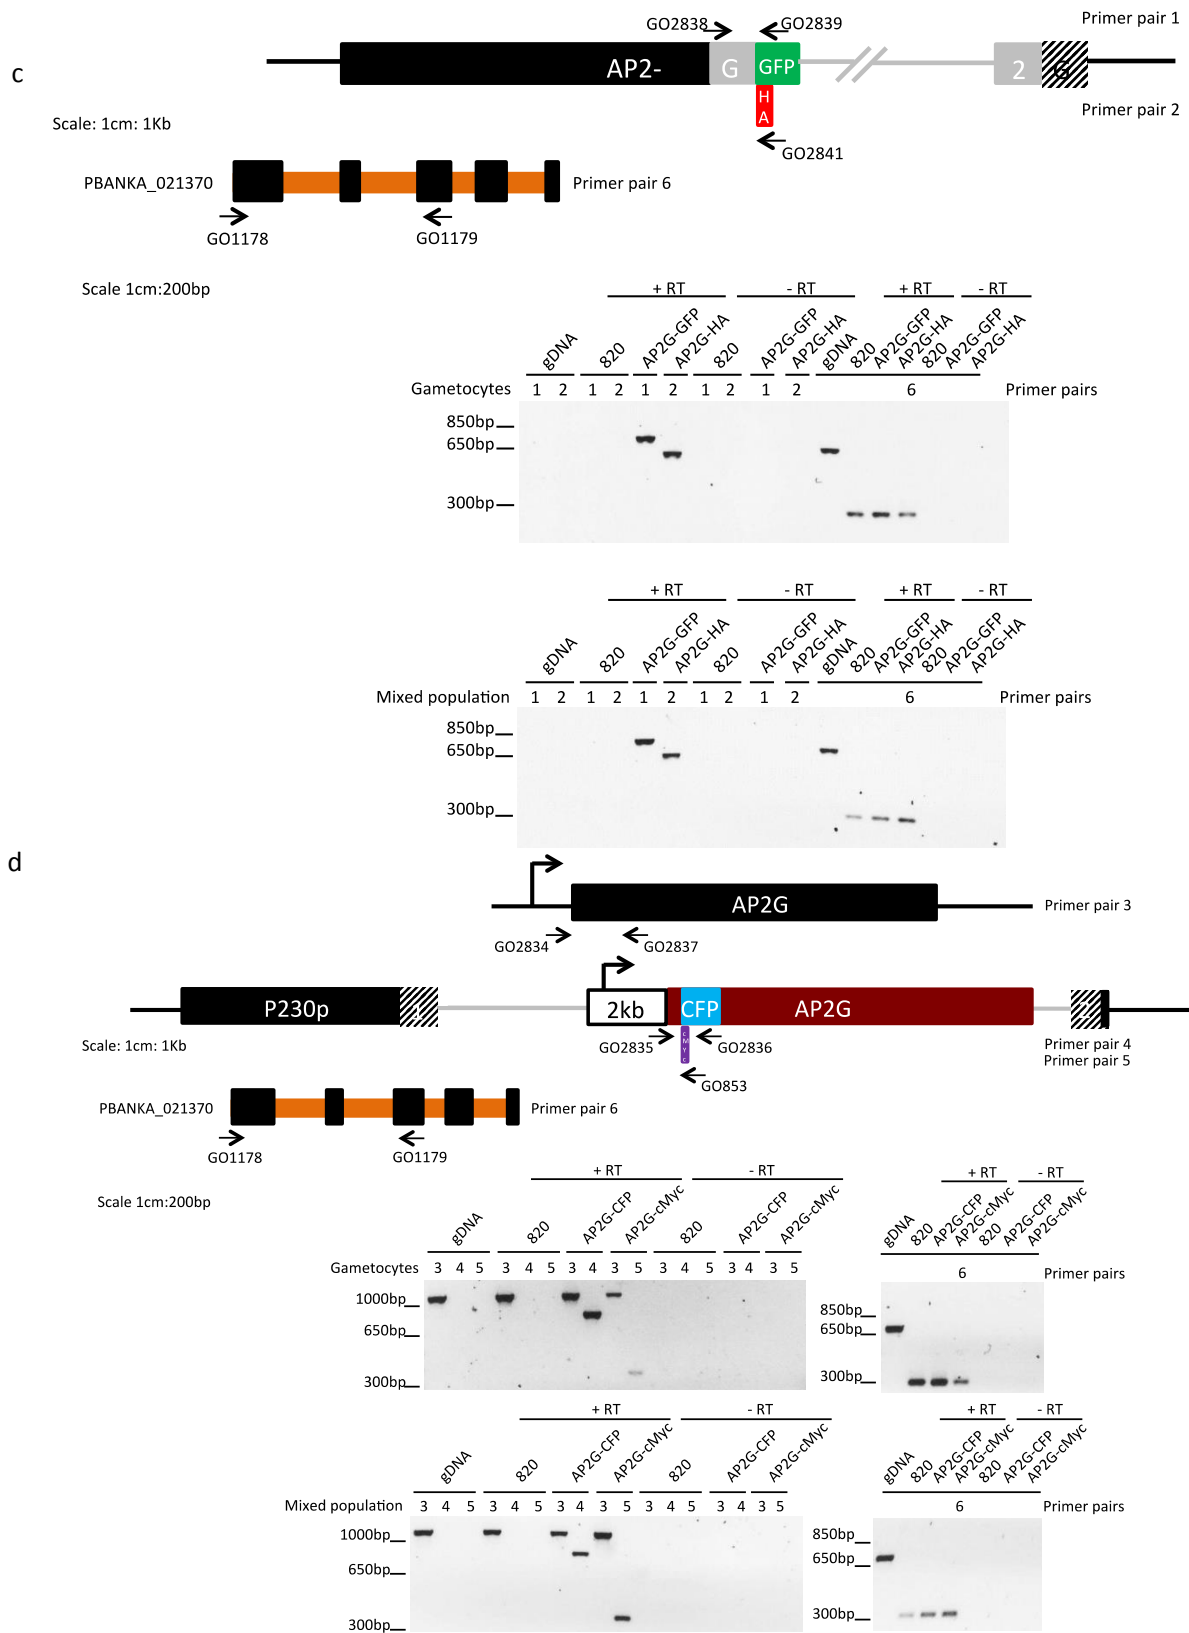 c
GO2838
GO2839
Primer pair 1
AP2-
G
GFP
2
G
HA
Primer pair 2
GO2841
Scale: 1cm: 1Kb
PBANKA_021370
Primer pair 6
GO1178
GO1179
Scale 1cm:200bp
+ RT
- RT
+ RT
- RT
gDNA
820
AP2G-GFP
AP2G-HA
820
AP2G-GFP
AP2G-HA
gDNA
820
AP2G-GFP
AP2G-HA
820
AP2G-GFP
AP2G-HA
Gametocytes
1 2 1 2 1 2 1 2 1 2 6
Primer pairs
850bp
650bp
300bp
+ RT
- RT
+ RT
- RT
gDNA
820
AP2G-GFP
AP2G-HA
820
AP2G-GFP
AP2G-HA
gDNA
820
AP2G-GFP
AP2G-HA
820
AP2G-GFP
AP2G-HA
Mixed population
1 2 1 2 1 2 1 2 1 2 6
Primer pairs
850bp
650bp
300bp
d
AP2G
Primer pair 3
GO2834
GO2837
P230p
2kb
CFP
AP2G
2
cMYc
Scale: 1cm: 1Kb
GO2835
GO2836
Primer pair 4
Primer pair 5
GO853
PBANKA_021370
Primer pair 6
GO1178
GO1179
Scale 1cm:200bp
+ RT
- RT
+ RT
- RT
gDNA
820
AP2G-CFP
AP2G-cMyc
820
AP2G-CFP
AP2G-cMyc
gDNA
820
AP2G-CFP
AP2G-cMyc
820
AP2G-CFP
AP2G-cMyc
Gametocytes
3 4 5 3 4 5 3 4 3 5 3 4 5 3 4 3 5
6
Primer pairs
1000bp
650bp
300bp
850bp
650bp
300bp
+ RT
- RT
+ RT
- RT
gDNA
820
AP2G-CFP
AP2G-cMyc
820
AP2G-CFP
AP2G-cMyc
gDNA
820
AP2G-CFP
AP2G-cMyc
820
AP2G-CFP
AP2G-cMyc
Mixed population
3 4 5 3 4 5 3 4 3 5 3 4 5 3 4 3 5
6
Primer pairs
1000bp
650bp
300bp
850bp
650bp
300bp